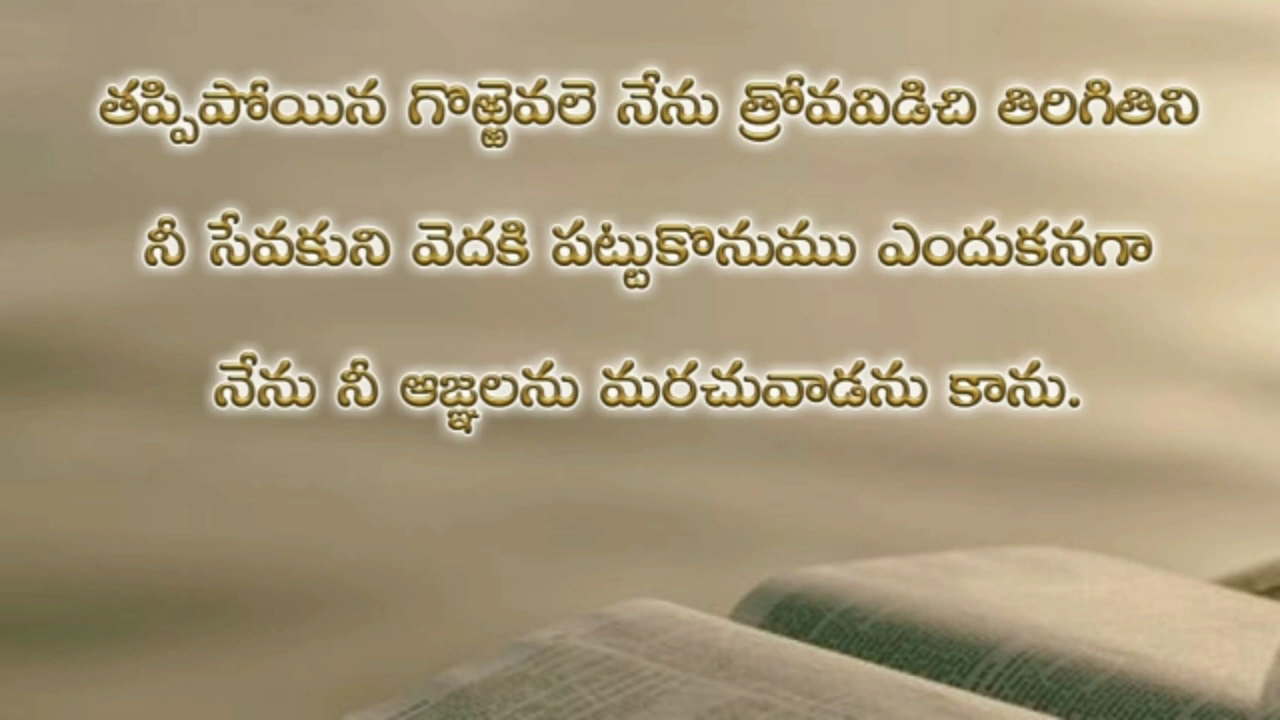 తప్పిపోయిన గొఱ్ఱెవలె నేను త్రోవవిడిచి తిరిగితిని
నీ సేవకుని వెదకి పట్టుకొనుము ఎందుకనగా
నేను నీ ఆజ్ఞలను మరచువాడను కాను.